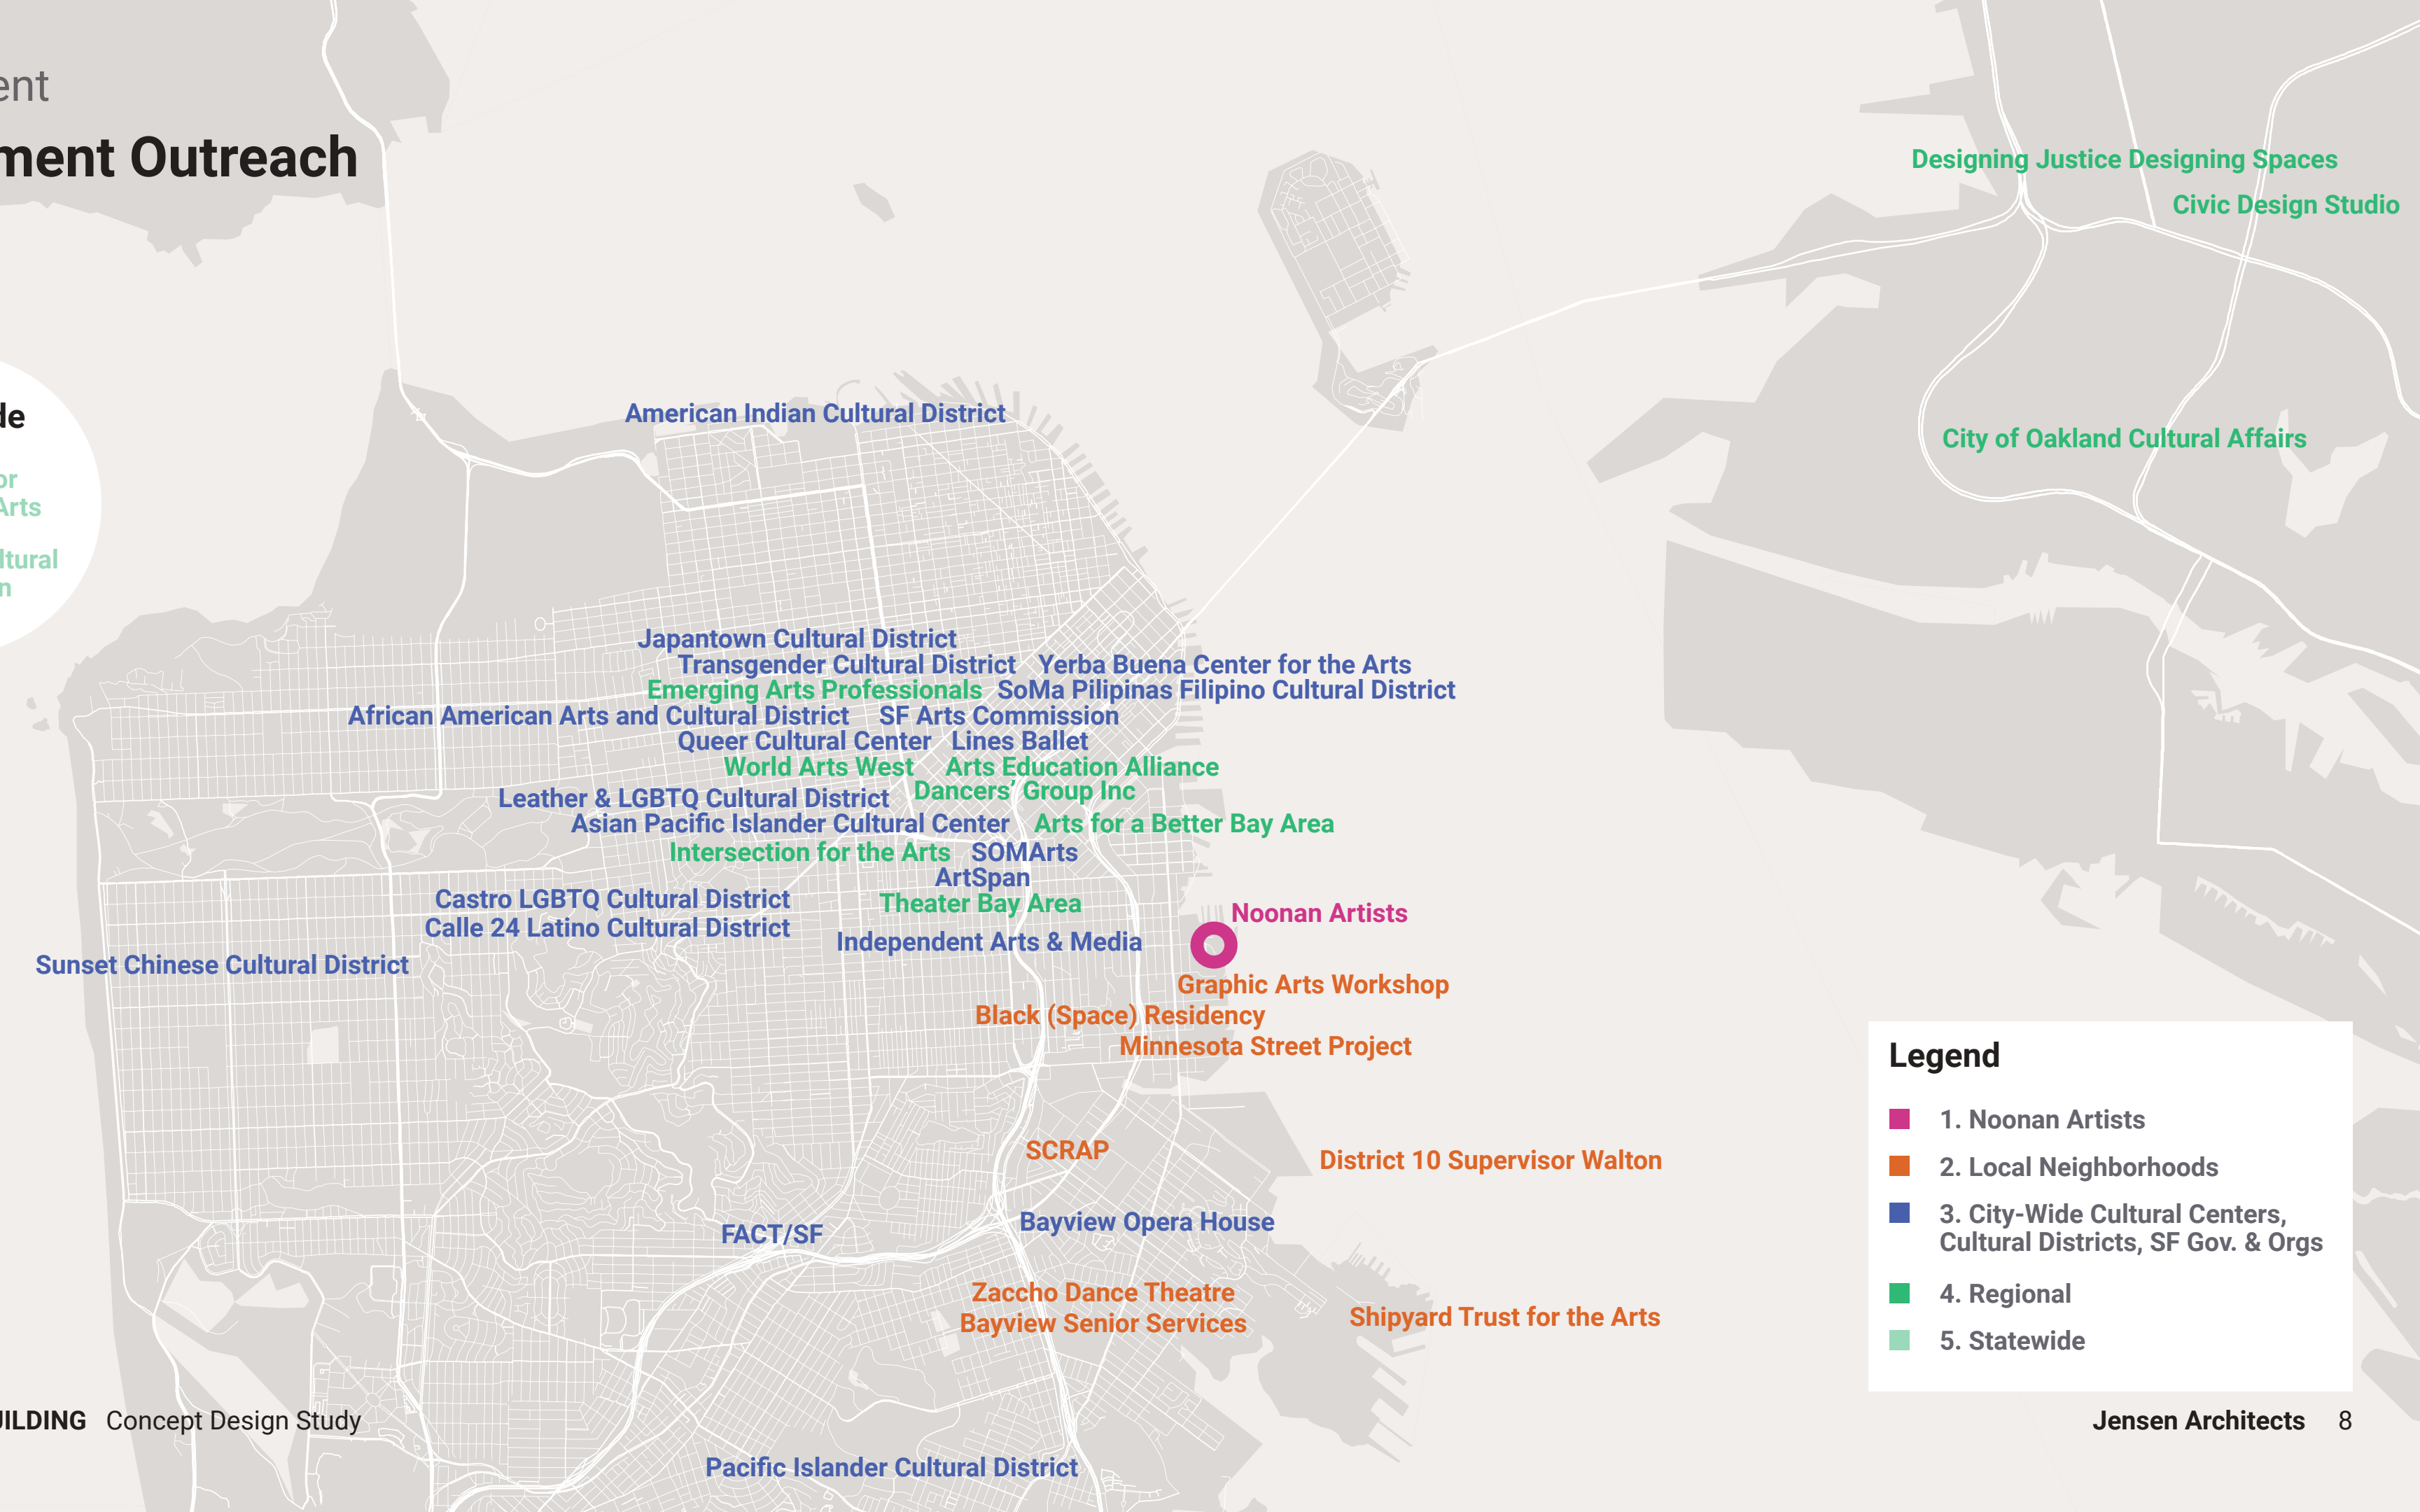 ent
ment Outreach
de
or
Arts
ltural
n
Designing Justice Designing Spaces
Civic Design Studio
City of Oakland Cultural Affairs
American Indian Cultural District
Japantown Cultural District
Transgender Cultural District
Yerba Buena Center for the Arts
Emerging Arts Professionals
SoMa Pilipinas Filipino Cultural District
African American Arts and Cultural District
SF Arts Commission
Queer Cultural Center
Lines Ballet
World Arts West
Arts Education Alliance
Leather & LGBTQ Cultural District
Dancers’ Group Inc
Asian Pacific Islander Cultural Center
Arts for a Better Bay Area
Intersection for the Arts
SOMArts
ArtSpan
Castro LGBTQ Cultural District
Theater Bay Area
Calle 24 Latino Cultural District
Noonan Artists
Independent Arts & Media
Sunset Chinese Cultural District
Graphic Arts Workshop
Black (Space) Residency
Minnesota Street Project
SCRAP
District 10 Supervisor Walton
FACT/SF
Bayview Opera House
Zaccho Dance Theatre
Bayview Senior Services
Shipyard Trust for the Arts
Pacific Islander Cultural District
Legend
1. Noonan Artists
2. Local Neighborhoods
3. City-Wide Cultural Centers,
Cultural Districts, SF Gov. & Orgs
4. Regional
5. Statewide
UILDING Concept Design Study
Jensen Architects 8